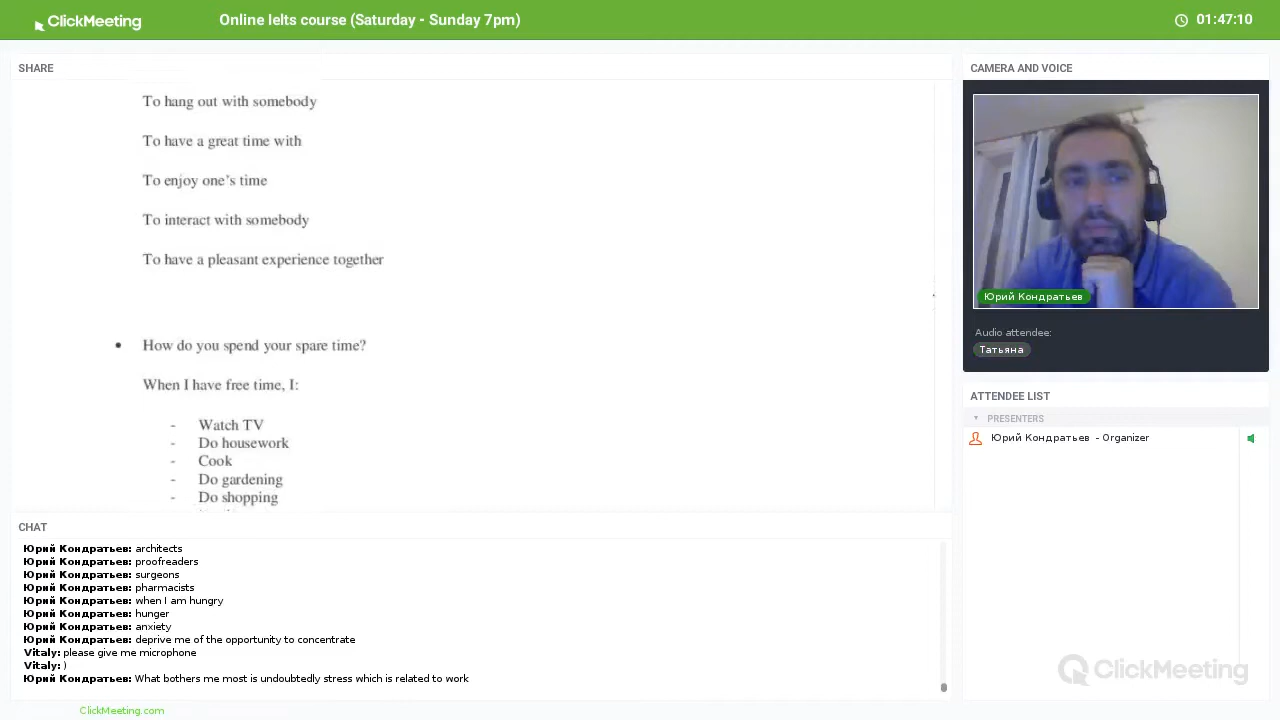 ClickMeeting
Online Ielts course (Saturday - Sunday 7pm)
01:47:10
SHARE
To hang out with somebody
To have a great time with
To enjoy one's time
To interact with somebody
To have a pleasant experience together
• How do you spend your spare time?
When I have free time, I:
- Watch TV
- Do housework
- Cook
- Do gardening
- Do shopping
CAMERA AND VOICE
Юрий Кондратьев
Audio attendee:
Татьяна
ATTENDEE LIST
PRESENTERS
Юрий Кондратьев - Organizer
CHAT
Юрий Кондратьев: architects
Юрий Кондратьев: proofreaders
Юрий Кондратьев: surgeons
Юрий Кондратьев: pharmacists
Юрий Кондратьев: when I am hungry
Юрий Кондратьев: hunger
Юрий Кондратьев: anxiety
Юрий Кондратьев: deprive me of the opportunity to concentrate
Vitaly: please give me microphone
Vitaly: )
Юрий Кондратьев: What bothers me most is undoubtedly stress which is related to work
ClickMeeting
ClickMeeting.com